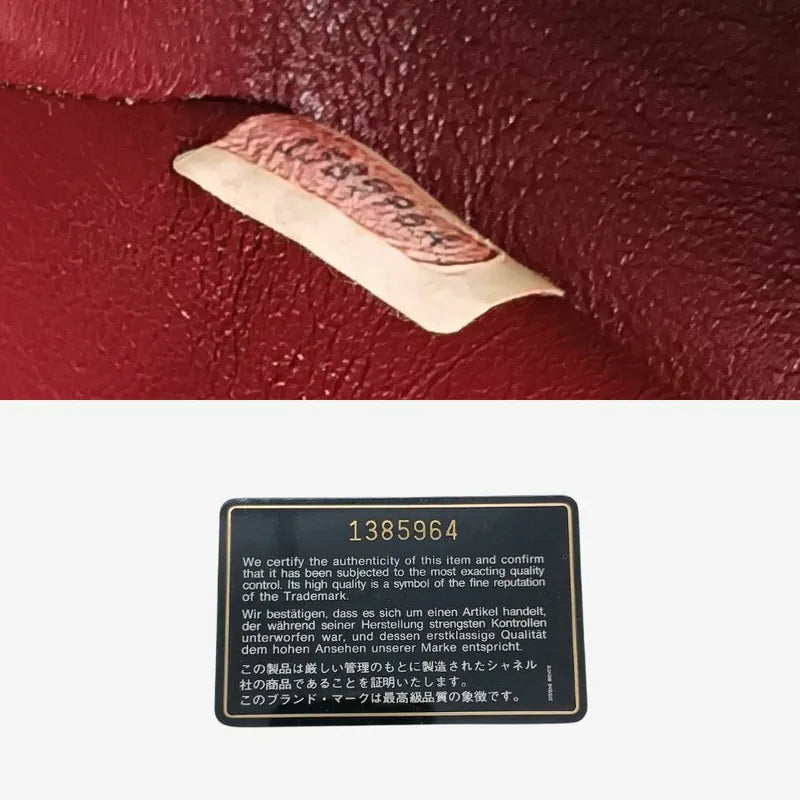 1385964
We certify the authenticity of this item and confirm
that it has been subjected to the most exacting quality
control. Its high quality is a symbol of the fine reputation
of the Trademark.
Wir bestätigen, dass es sich um einen Artikel handelt,
der während seiner Herstellung strengsten Kontrollen
unterworfen war, und dessen erstklassige Qualität
dem hohen Ansehen unserer Marke entspricht.
この製品は厳しい管理のもとに製造されたシャネル
社の商品であることを証明いたします。
このブランド・マークは最高級品質の象徴です。